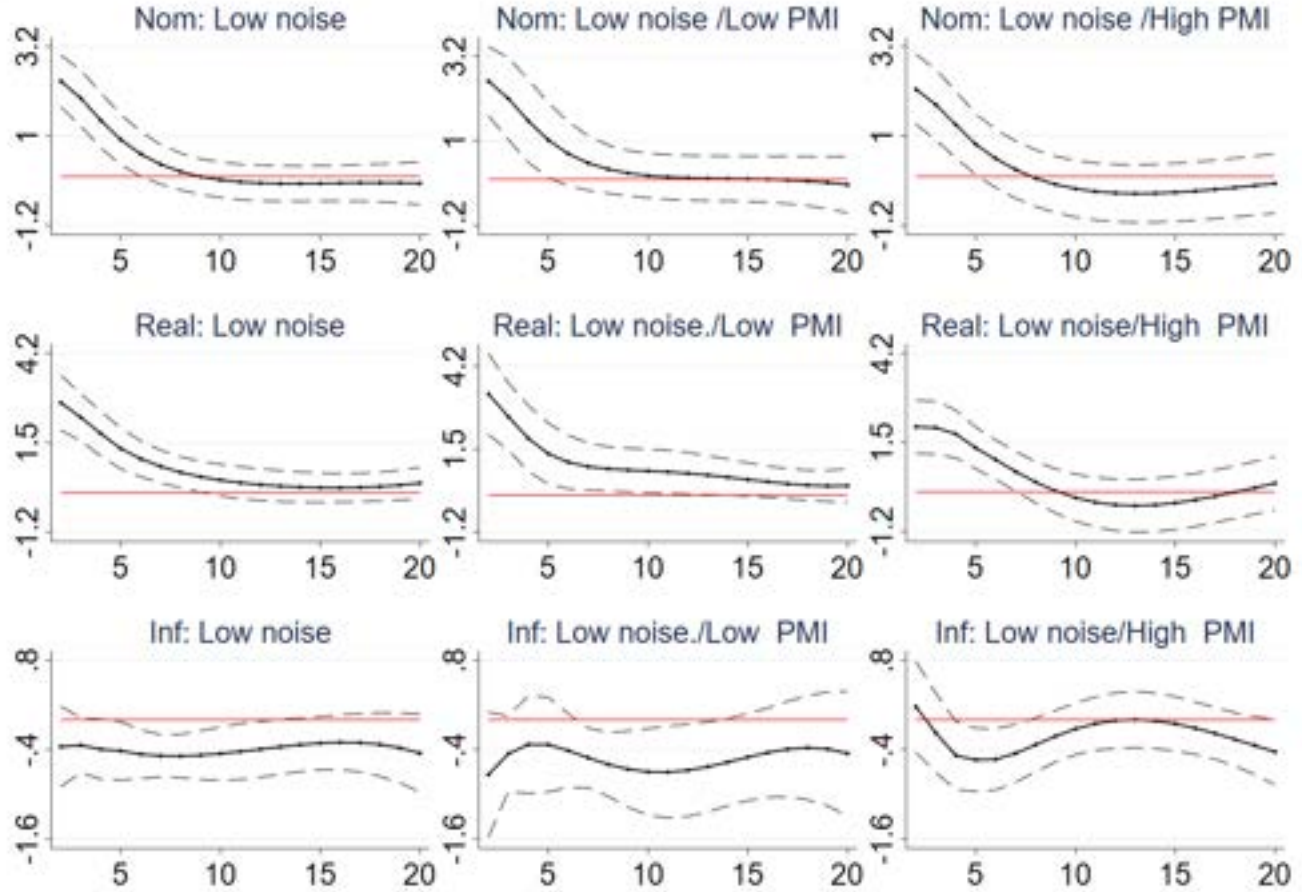 Nom: Low noise
3.2
1
-1.2
5 10 15 20
Nom: Low noise /Low PMI
3.2
1
-1.2
5 10 15 20
Nom: Low noise /High PMI
3.2
1
-1.2
5 10 15 20
Real: Low noise
4.2
1.5
-1.2
5 10 15 20
Real: Low noise./Low PMI
4.2
1.5
-1.2
5 10 15 20
Real: Low noise/High PMI
4.2
1.5
-1.2
5 10 15 20
Inf: Low noise
.8
-.4
-1.6
5 10 15 20
Inf: Low noise./Low PMI
.8
-.4
-1.6
5 10 15 20
Inf: Low noise/High PMI
.8
-.4
-1.6
5 10 15 20